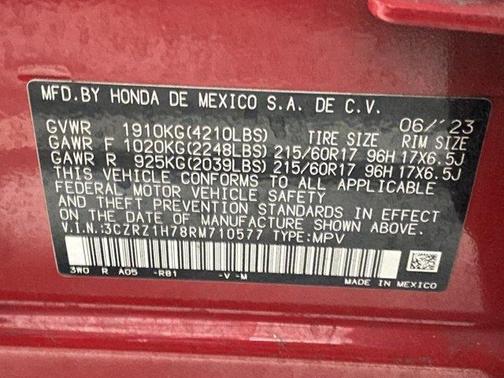 MFD.BY HONDA DE MEXICO S.A. DE C.V.
06/'23
GVWR 1910KG(4210LBS) TIRE SIZE RIM SIZE
GAWR F 1020KG(2248LBS) 215/60R17 96H 17X6.5J
GAWR R 925KG(2039LBS) 215/60R17 96H 17X6.5J
THIS VEHICLE CONFORMS TO ALL APPLICABLE
FEDERAL MOTOR VEHICLE SAFETY
AND THEFT PREVENTION STANDARDS IN EFFECT
ON THE DATE OF MANUFACTURE SHOWN ABOVE.
V.I.N.:3CZRZ1H78RM710577 TYPE:MPV
3W0 R A05 -RB1 -V -M
MADE IN MEXICO